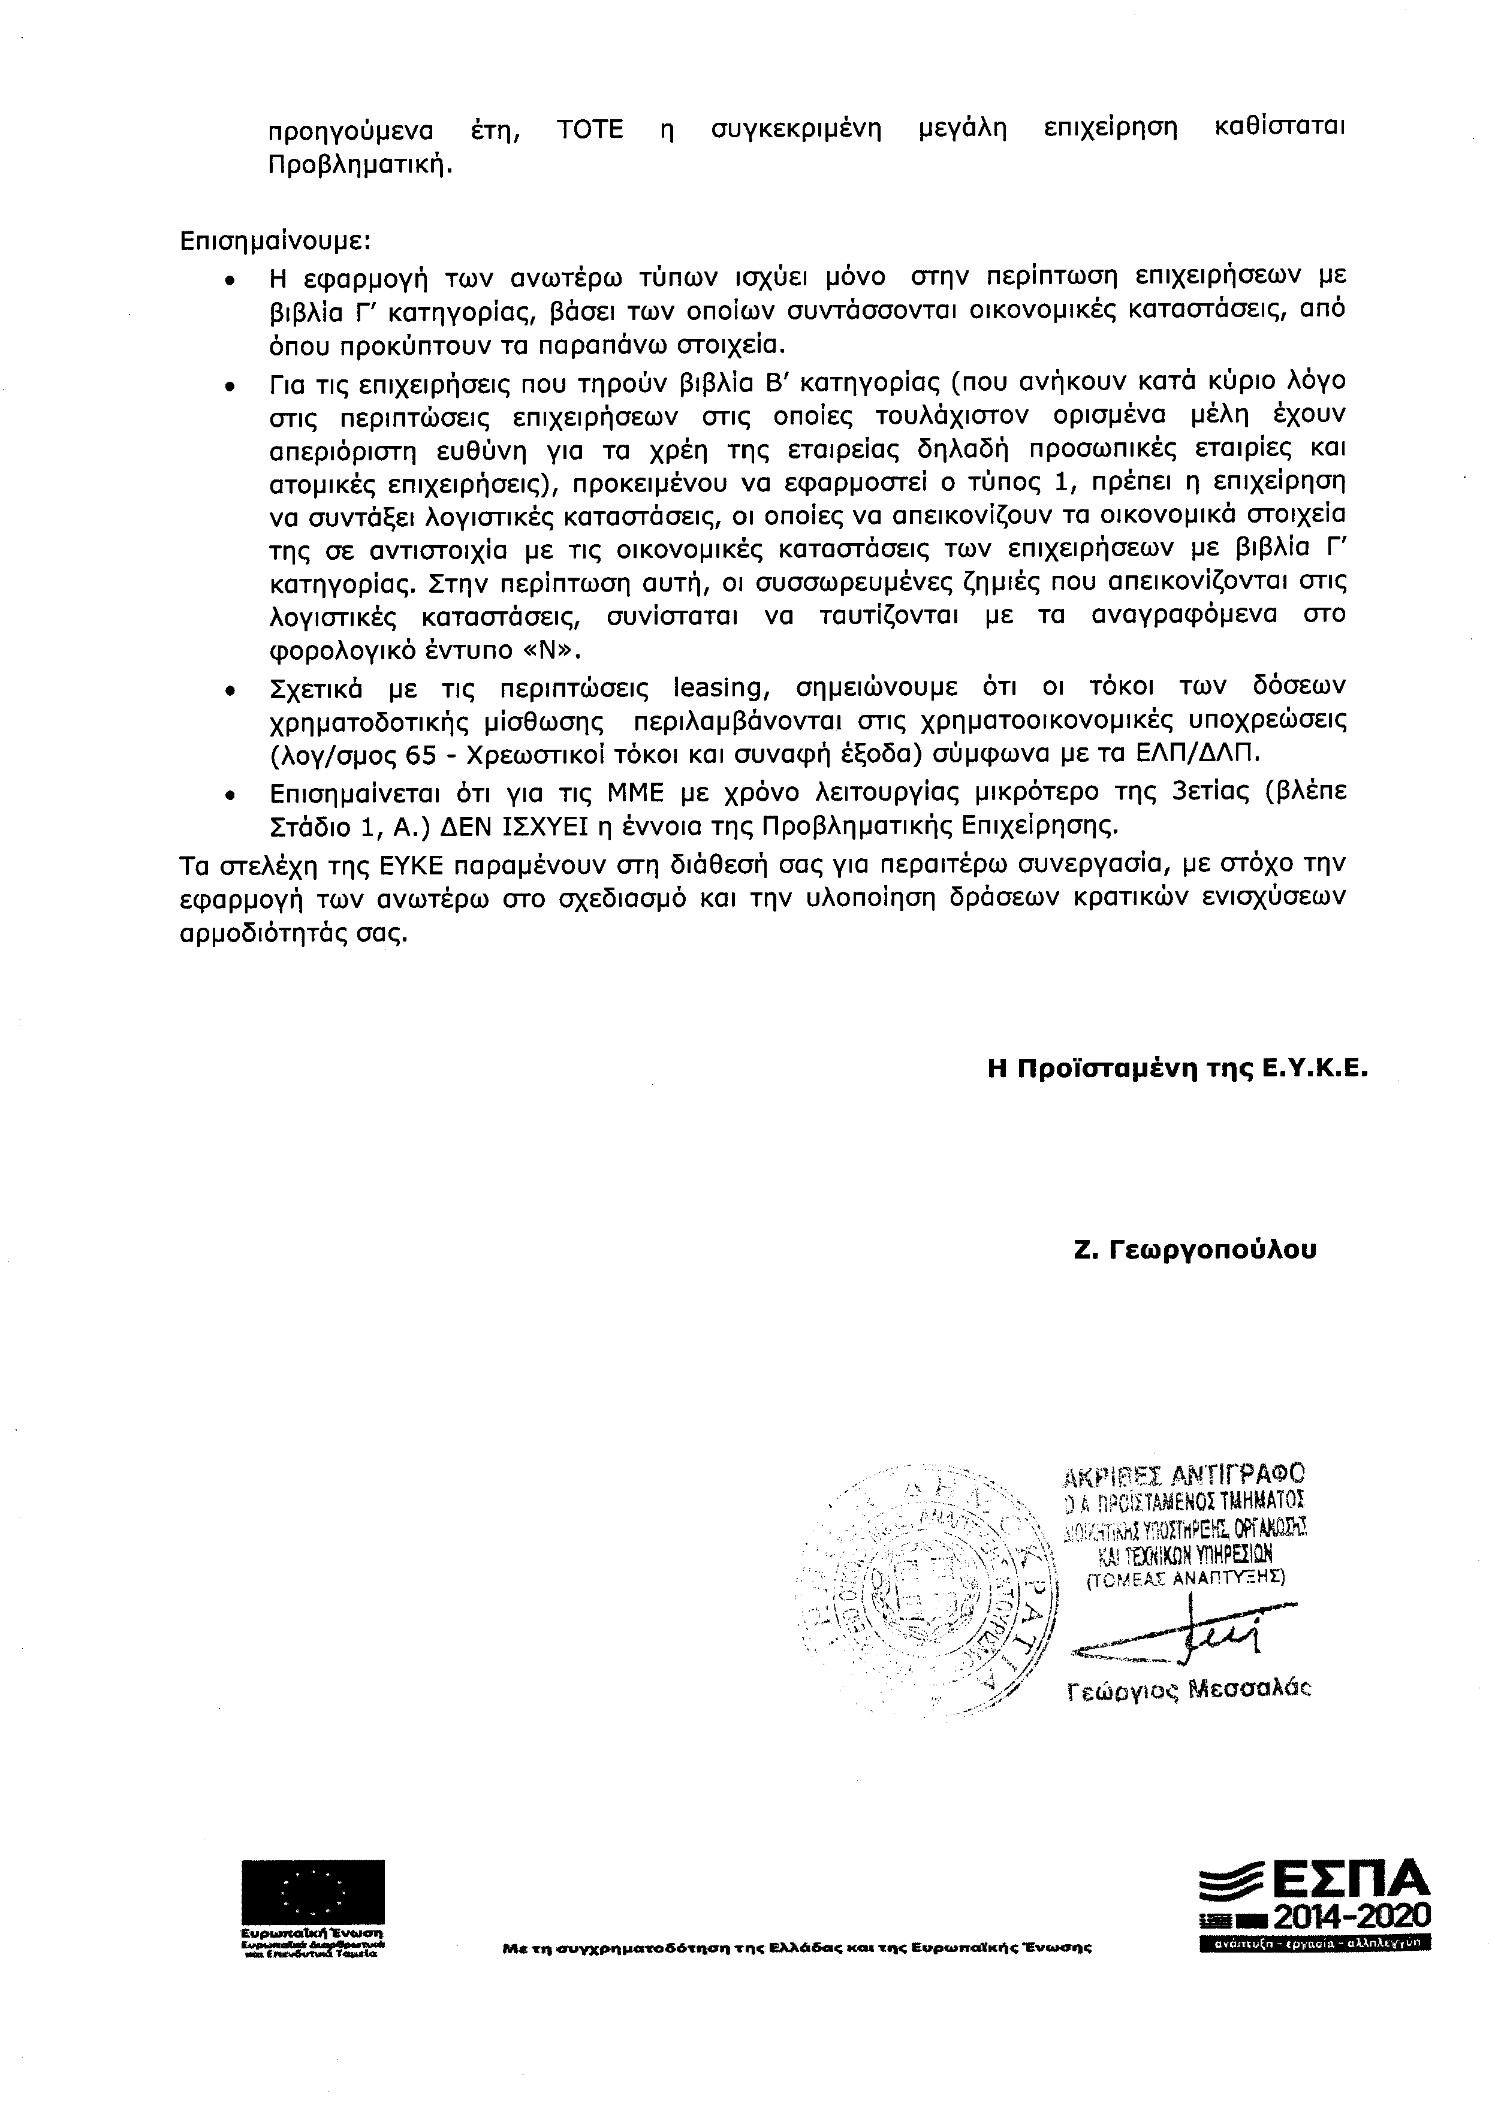 προηγούμενα έτη, ΤΟΤΕ η συγκεκριμένη μεγάλη επιχείρηση καθίσταται
Προβληματική.
Επισημαίνουμε:
• Η εφαρμογή των ανωτέρω τύπων ισχύει μόνο στην περίπτωση επιχειρήσεων με
βιβλία Γ’ κατηγορίας, βάσει των οποίων συντάσσονται οικονομικές καταστάσεις, από
όπου προκύπτουν τα παραπάνω στοιχεία.
• Για τις επιχειρήσεις που τηρούν βιβλία Β’ κατηγορίας (που ανήκουν κατά κύριο λόγο
στις περιπτώσεις επιχειρήσεων στις οποίες τουλάχιστον ορισμένα μέλη έχουν
απεριόριστη ευθύνη για τα χρέη της εταιρείας δηλαδή προσωπικές εταιρίες και
ατομικές επιχειρήσεις), προκειμένου να εφαρμοστεί ο τύπος 1, πρέπει η επιχείρηση
να συντάξει λογιστικές καταστάσεις, οι οποίες να απεικονίζουν τα οικονομικά στοιχεία
της σε αντιστοιχία με τις οικονομικές καταστάσεις των επιχειρήσεων με βιβλία Γ’
κατηγορίας. Στην περίπτωση αυτή, οι συσσωρευμένες ζημιές που απεικονίζονται στις
λογιστικές καταστάσεις, συνίσταται να ταυτίζονται με τα αναγραφόμενα στο
φορολογικό έντυπο «Ν».
• Σχετικά με τις περιπτώσεις leasing, σημειώνουμε ότι οι τόκοι των δόσεων
χρηματοδοτικής μίσθωσης περιλαμβάνονται στις χρηματοοικονομικές υποχρεώσεις
(λογ/σμος 65 - Χρεωστικοί τόκοι και συναφή έξοδα) σύμφωνα με τα ΕΛΠ/ΔΛΠ.
• Επισημαίνεται ότι για τις ΜΜΕ με χρόνο λειτουργίας μικρότερο της 3ετίας (βλέπε
Στάδιο 1, Α.) ΔΕΝ ΙΣΧΥΕΙ η έννοια της Προβληματικής Επιχείρησης.
Τα στελέχη της ΕΥΚΕ παραμένουν στη διάθεσή σας για περαιτέρω συνεργασία, με στόχο την
εφαρμογή των ανωτέρω στο σχεδιασμό και την υλοποίηση δράσεων κρατικών ενισχύσεων
αρμοδιότητάς σας.
Η Προϊσταμένη της Ε.Υ.Κ.Ε.
Ζ. Γεωργοπούλου
ΑΚΡΙΒΕΣ ΑΝΤΙΓΡΑΦΟ
Ο Α ΠΡΟΪΣΤΑΜΕΝΟΣ ΤΜΗΜΑΤΟΣ
ΔΙΟΙΚΗΤΙΚΗΣ ΥΠΟΣΤΗΡΙΞΗΣ, ΟΡΓΑΝΩΣΗΣ
ΚΑΙ ΤΕΧΝΙΚΩΝ ΥΠΗΡΕΣΙΩΝ
(ΤΟΜΕΑΣ ΑΝΑΠΤΥΞΗΣ)
Γεώργιος Μεσσαλάς
Ευρωπαϊκή Ένωση
Ευρωπαϊκά Διαρθρωτικά
και Επενδυτικά Ταμεία
Με τη συγχρηματοδότηση της Ελλάδας και της Ευρωπαϊκής Ένωσης
ΕΣΠΑ
2014-2020
ανάπτυξη - εργασία - αλληλεγγύη